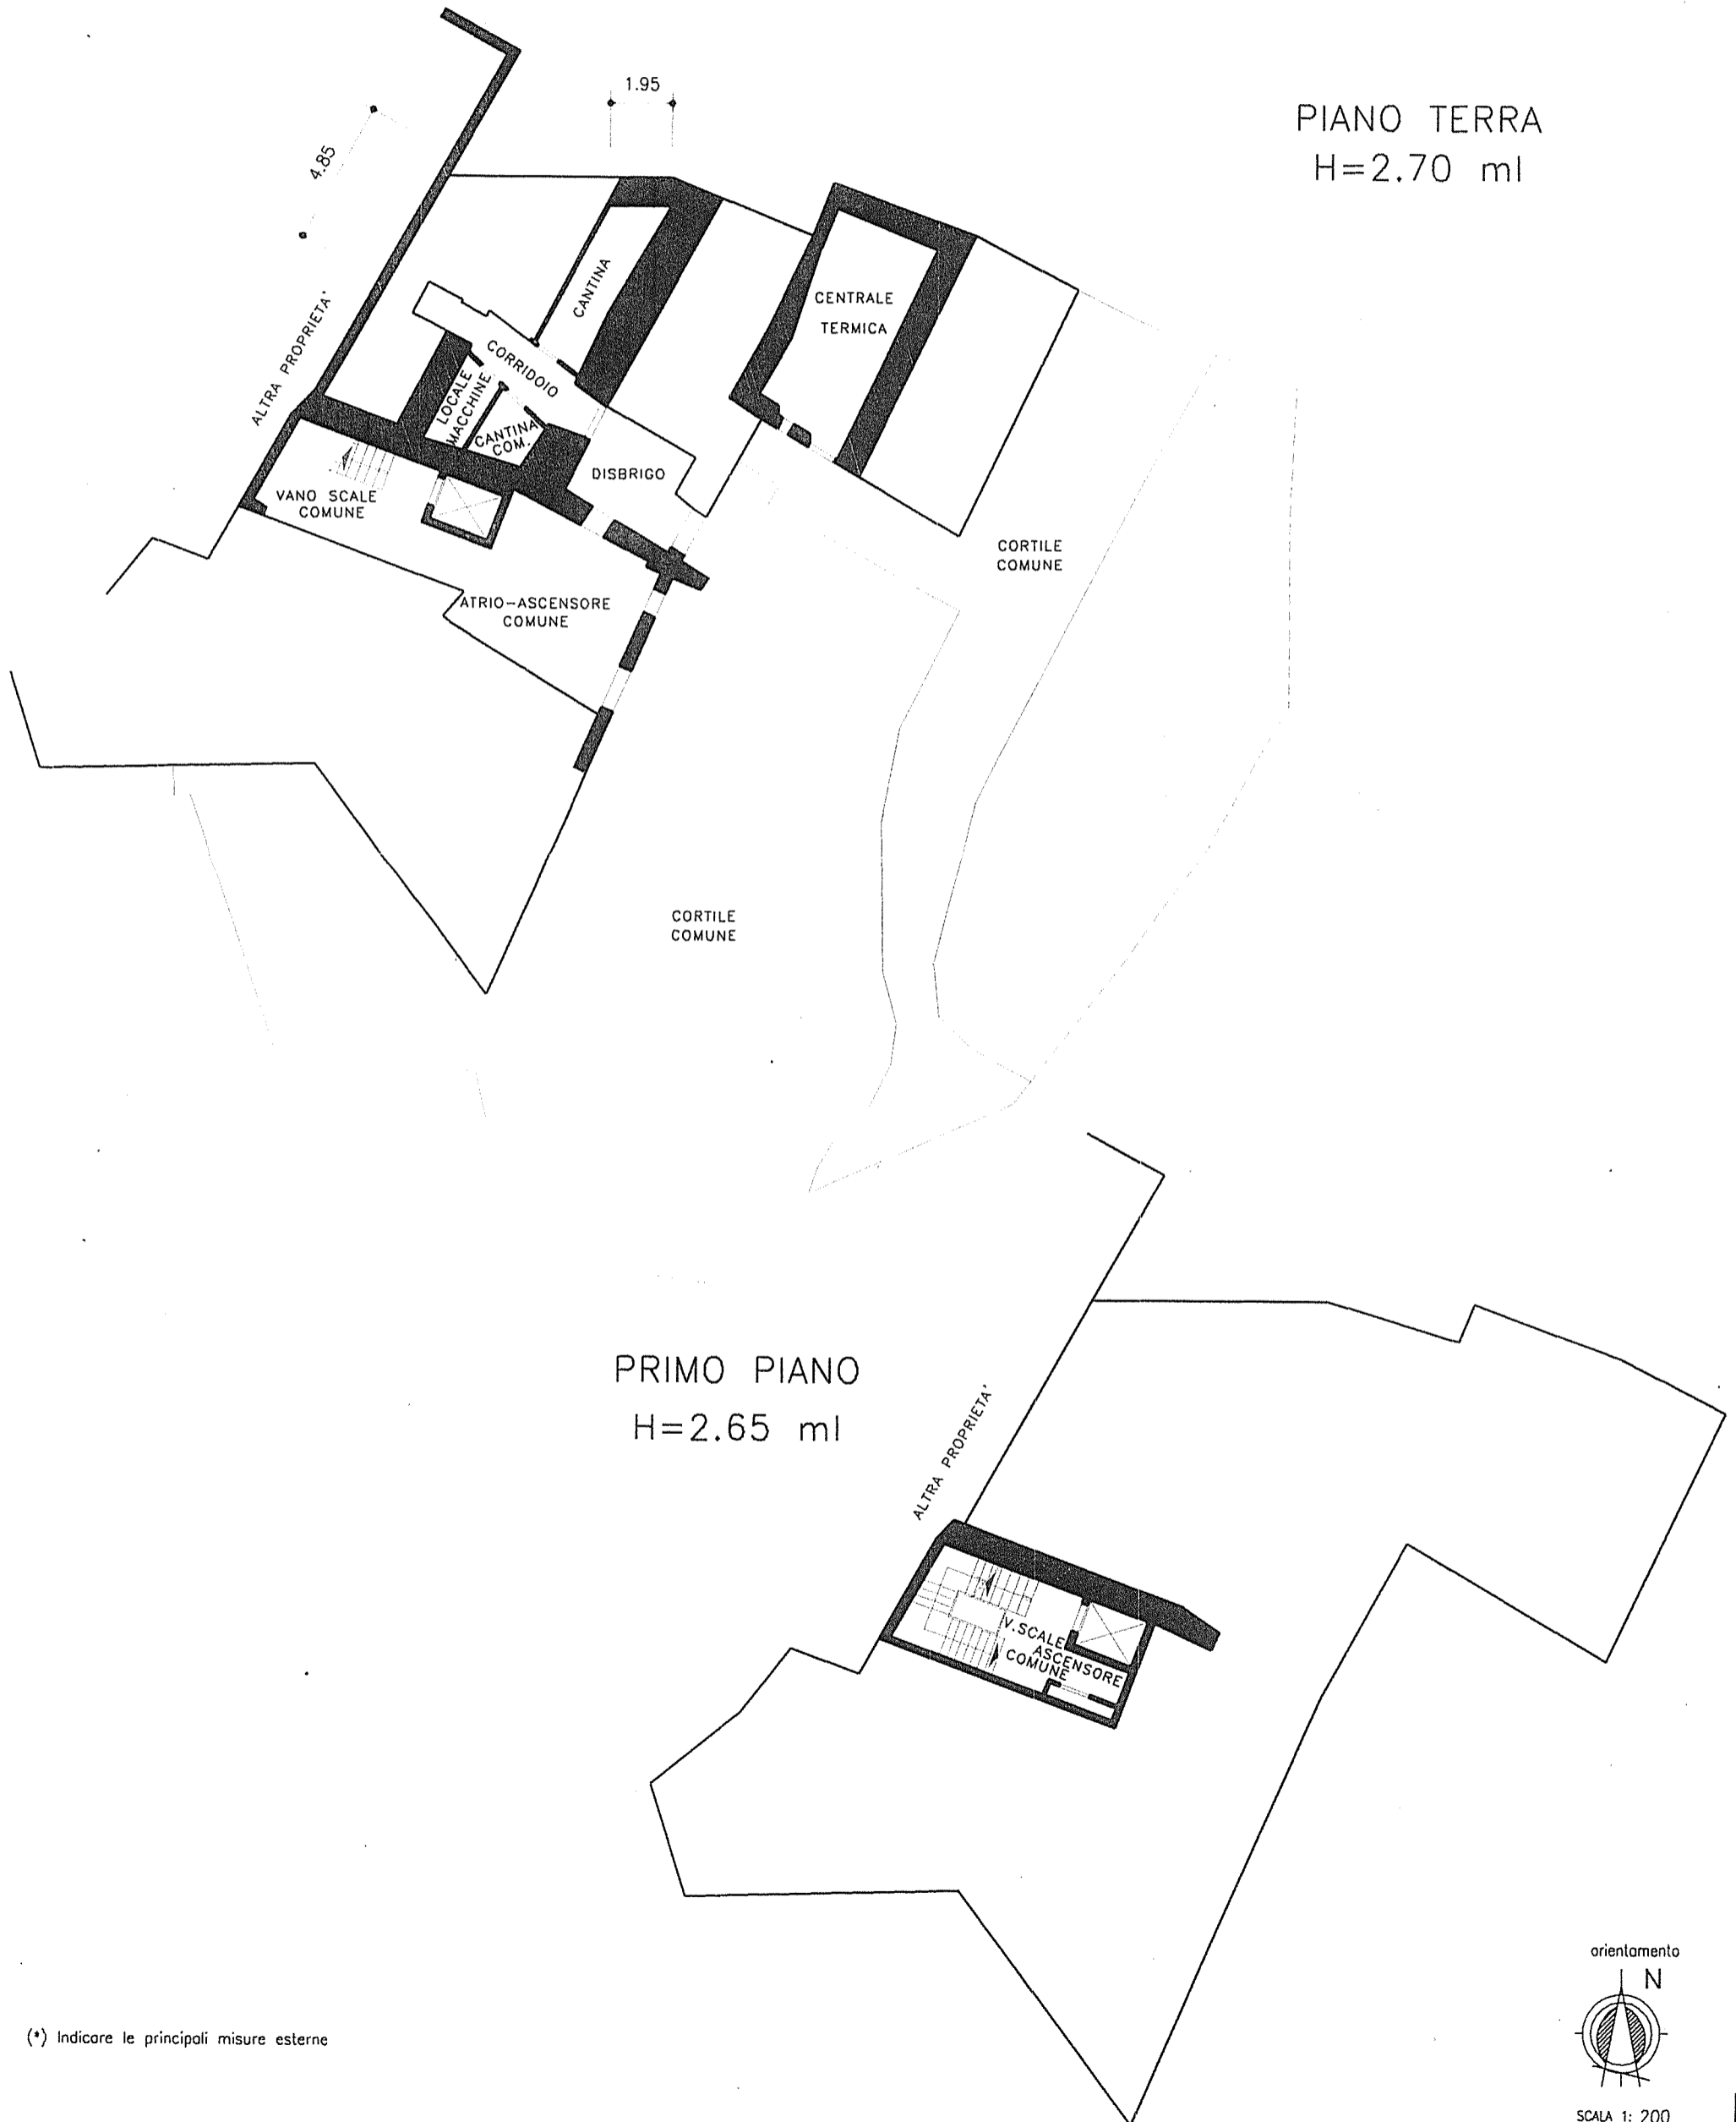 1.95
4.85
PIANO TERRA
H=2.70 ml
ALTRA PROPRIETA'
CANTINA
CENTRALE
TERMICA
CORRIDOIO
LOCALE
MACCHINE
CANTINA
COM.
DISBRIGO
VANO SCALE
COMUNE
CORTILE
COMUNE
ATRIO-ASCENSORE
COMUNE
CORTILE
COMUNE
PRIMO PIANO
H=2.65 ml
ALTRA PROPRIETA'
V.SCALE
ASCENSORE
COMUNE
orientamento
N
(*) Indicare le principali misure esterne
SCALA 1: 200